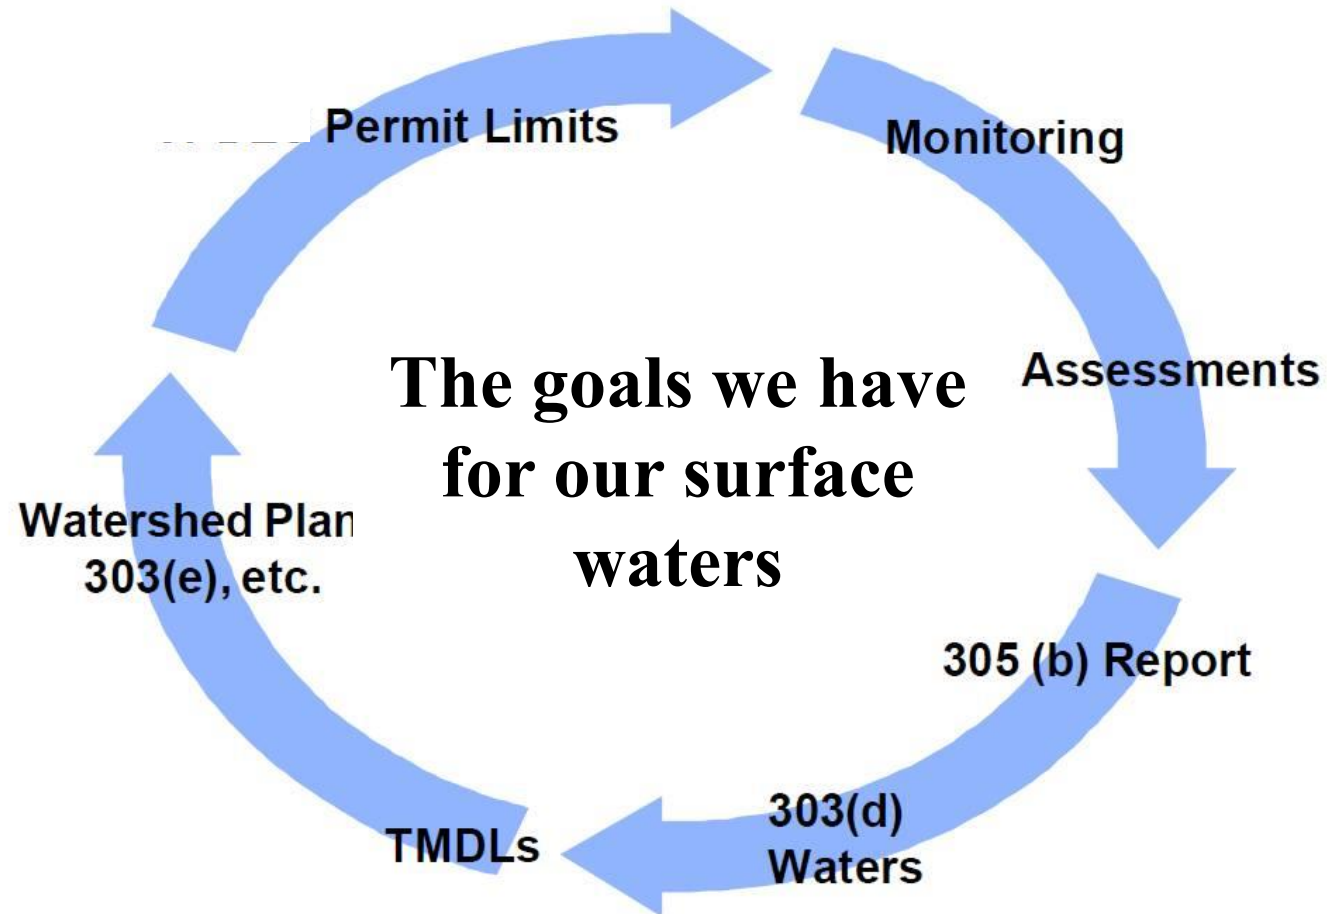 Permit Limits
Monitoring
The goals we have
for our surface
waters
Assessments
Watershed Plan
303(e), etc.
305 (b) Report
303(d)
Waters
TMDLs